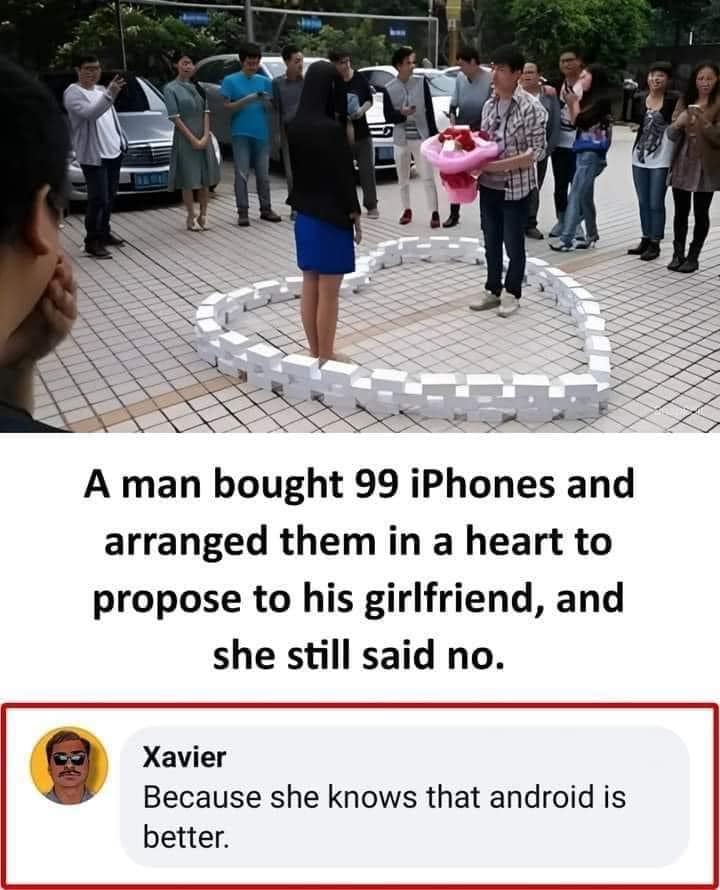 A man bought 99 iPhones and
arranged them in a heart to
propose to his girlfriend, and
she still said no.
Xavier
Because she knows that android is
better.